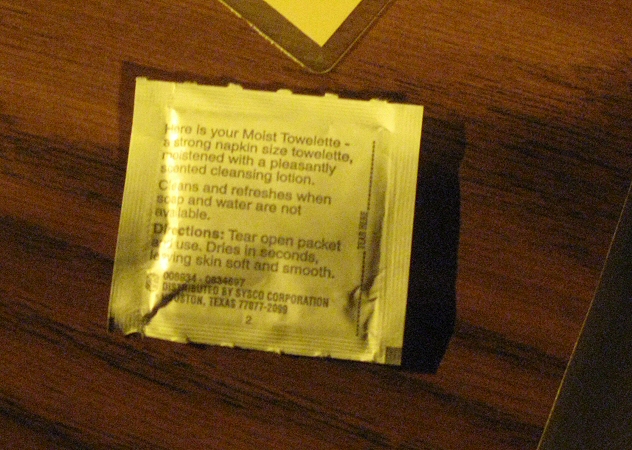 Here is your Moist Towelette -
a strong napkin size towelette,
moistened with a pleasantly
scented cleansing lotion.
Cleans and refreshes when
soap and water are not
available.
Directions: Tear open packet
and use. Dries in seconds,
leaving skin soft and smooth.
DISTRIBUTED BY SYSCO CORPORATION
HOUSTON, TEXAS 77077-2099
2
TEAR HERE